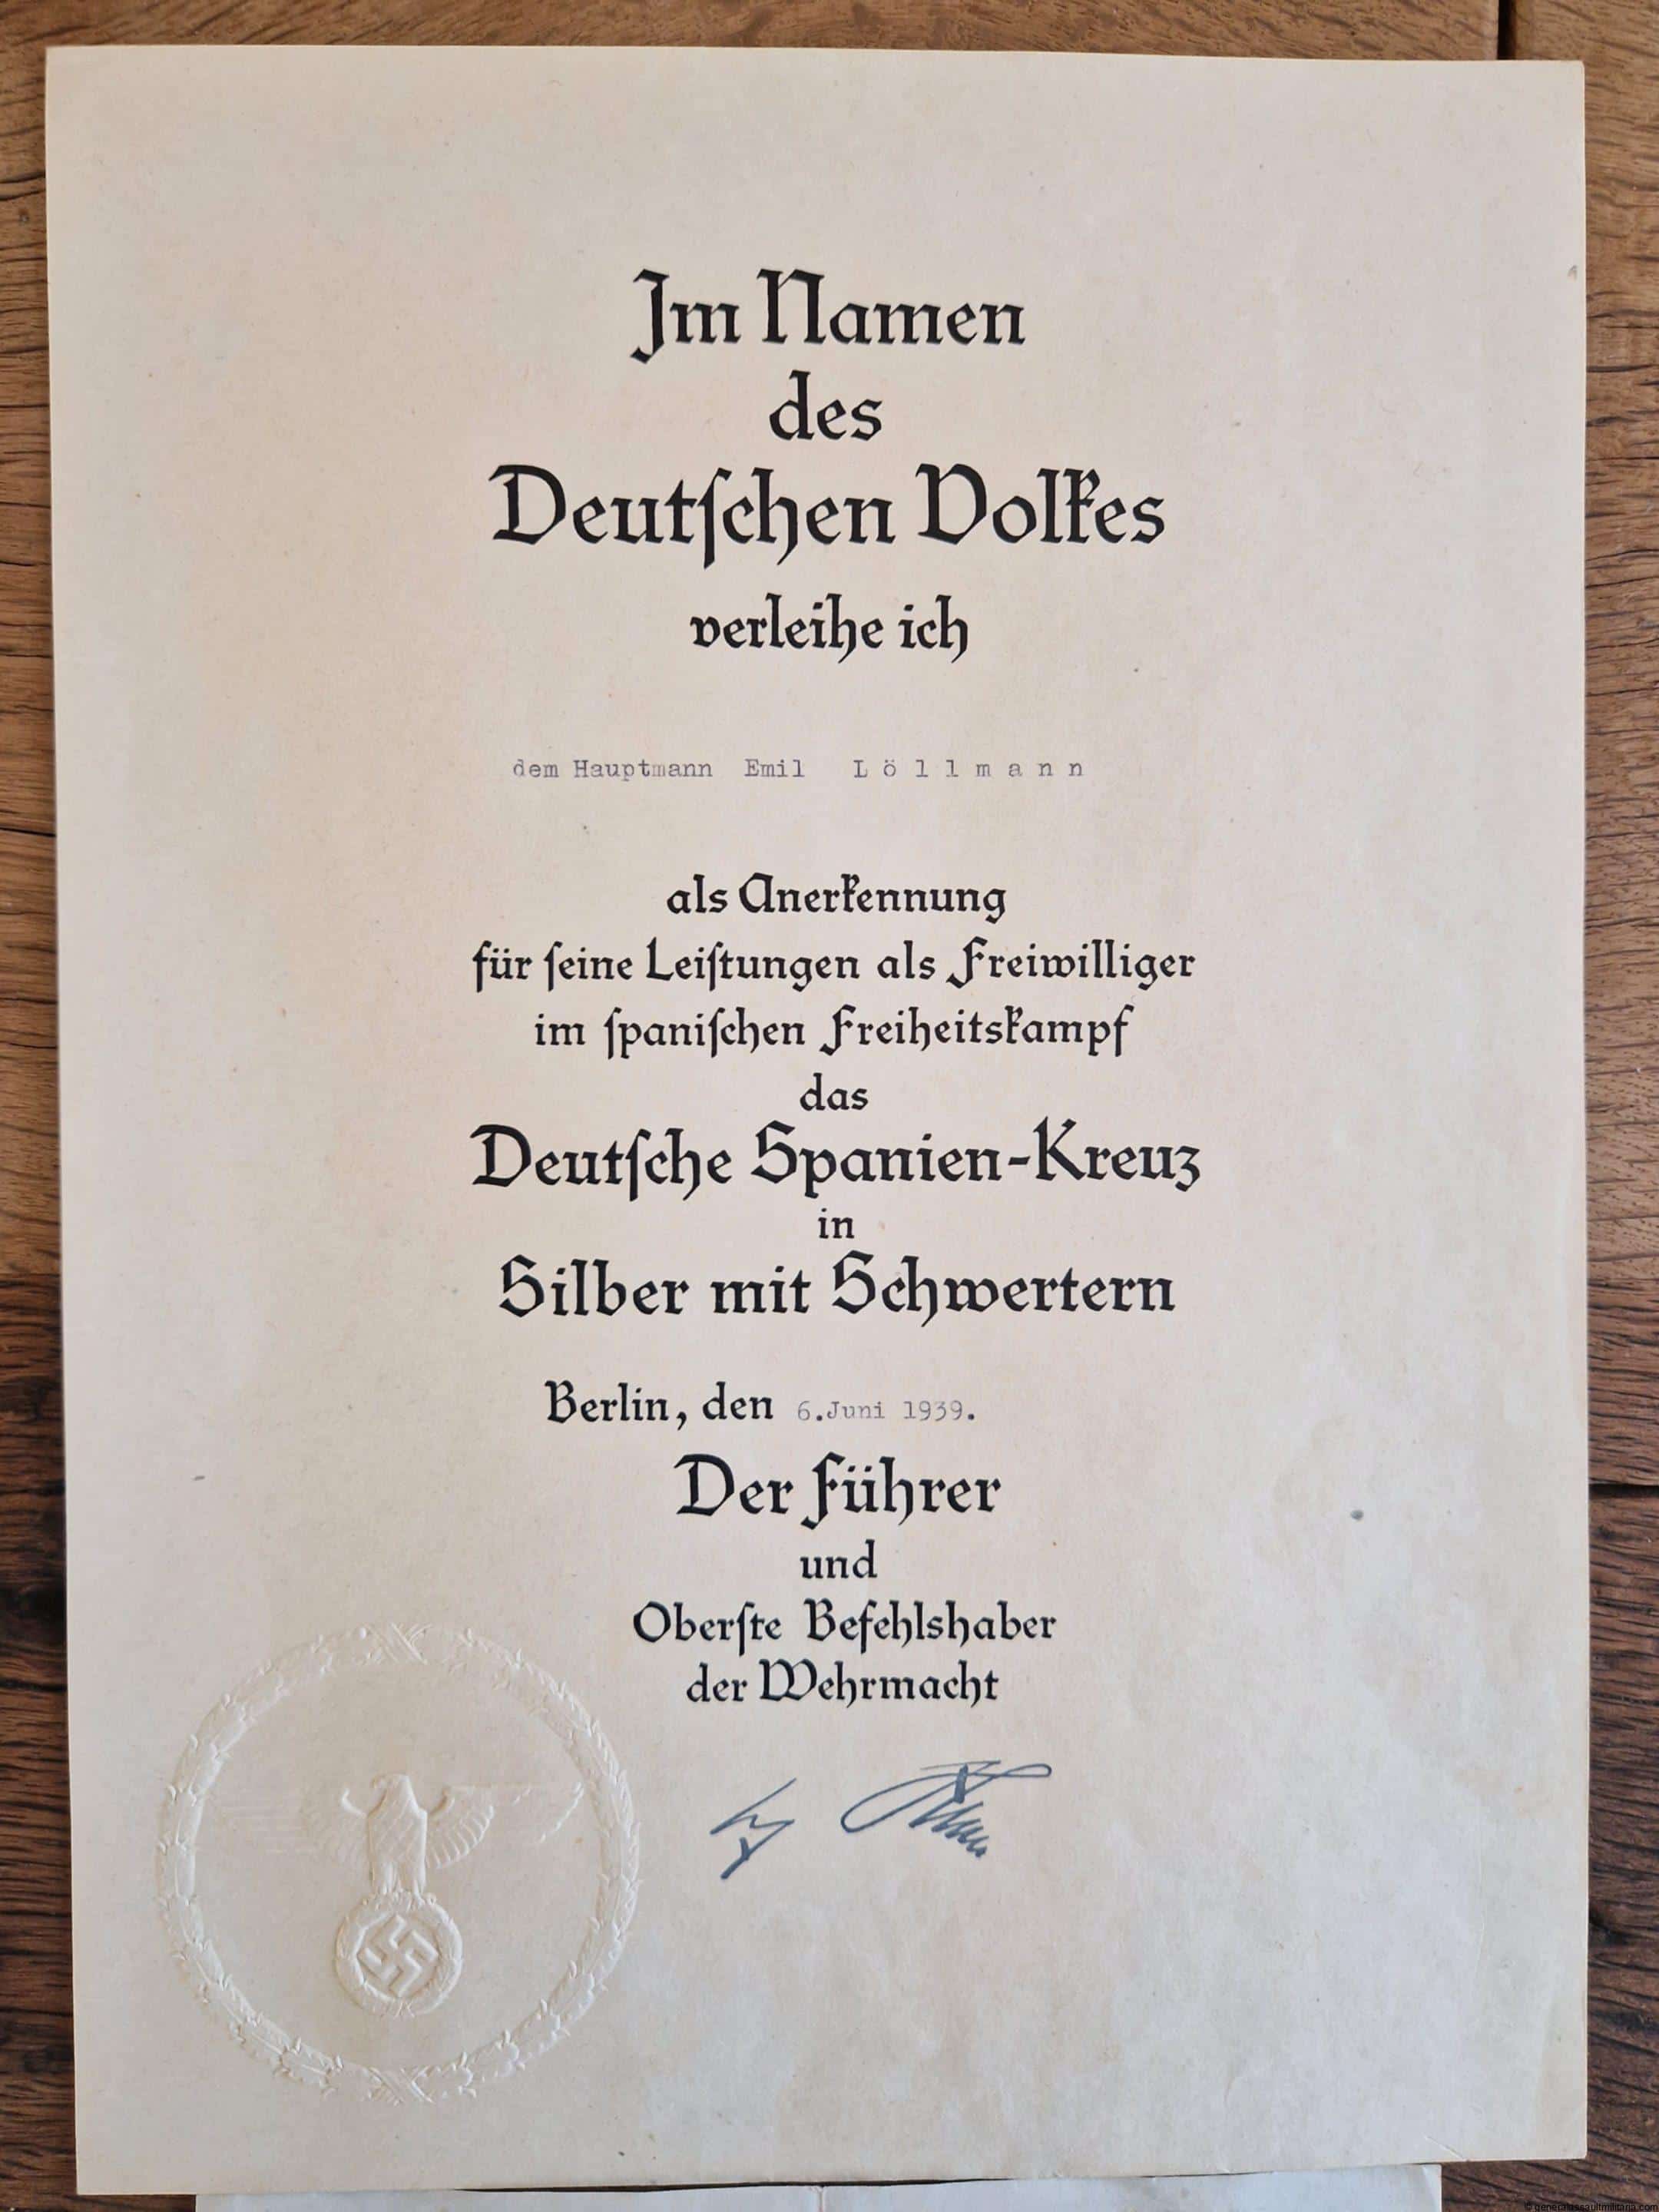 Im Namen
des
Deutſchen Volkes
verleihe ich
dem Hauptmann Emil L ö l l m a n n
als Anerkennung
für ſeine Leiſtungen als Freiwilliger
im ſpaniſchen Freiheitskampf
das
Deutſche Spanien-Kreuz
in
Silber mit Schwertern
Berlin, den 6.Juni 1939.
Der Führer
und
Oberſte Befehlshaber
der Wehrmacht
© generalassaultmilitaria.com